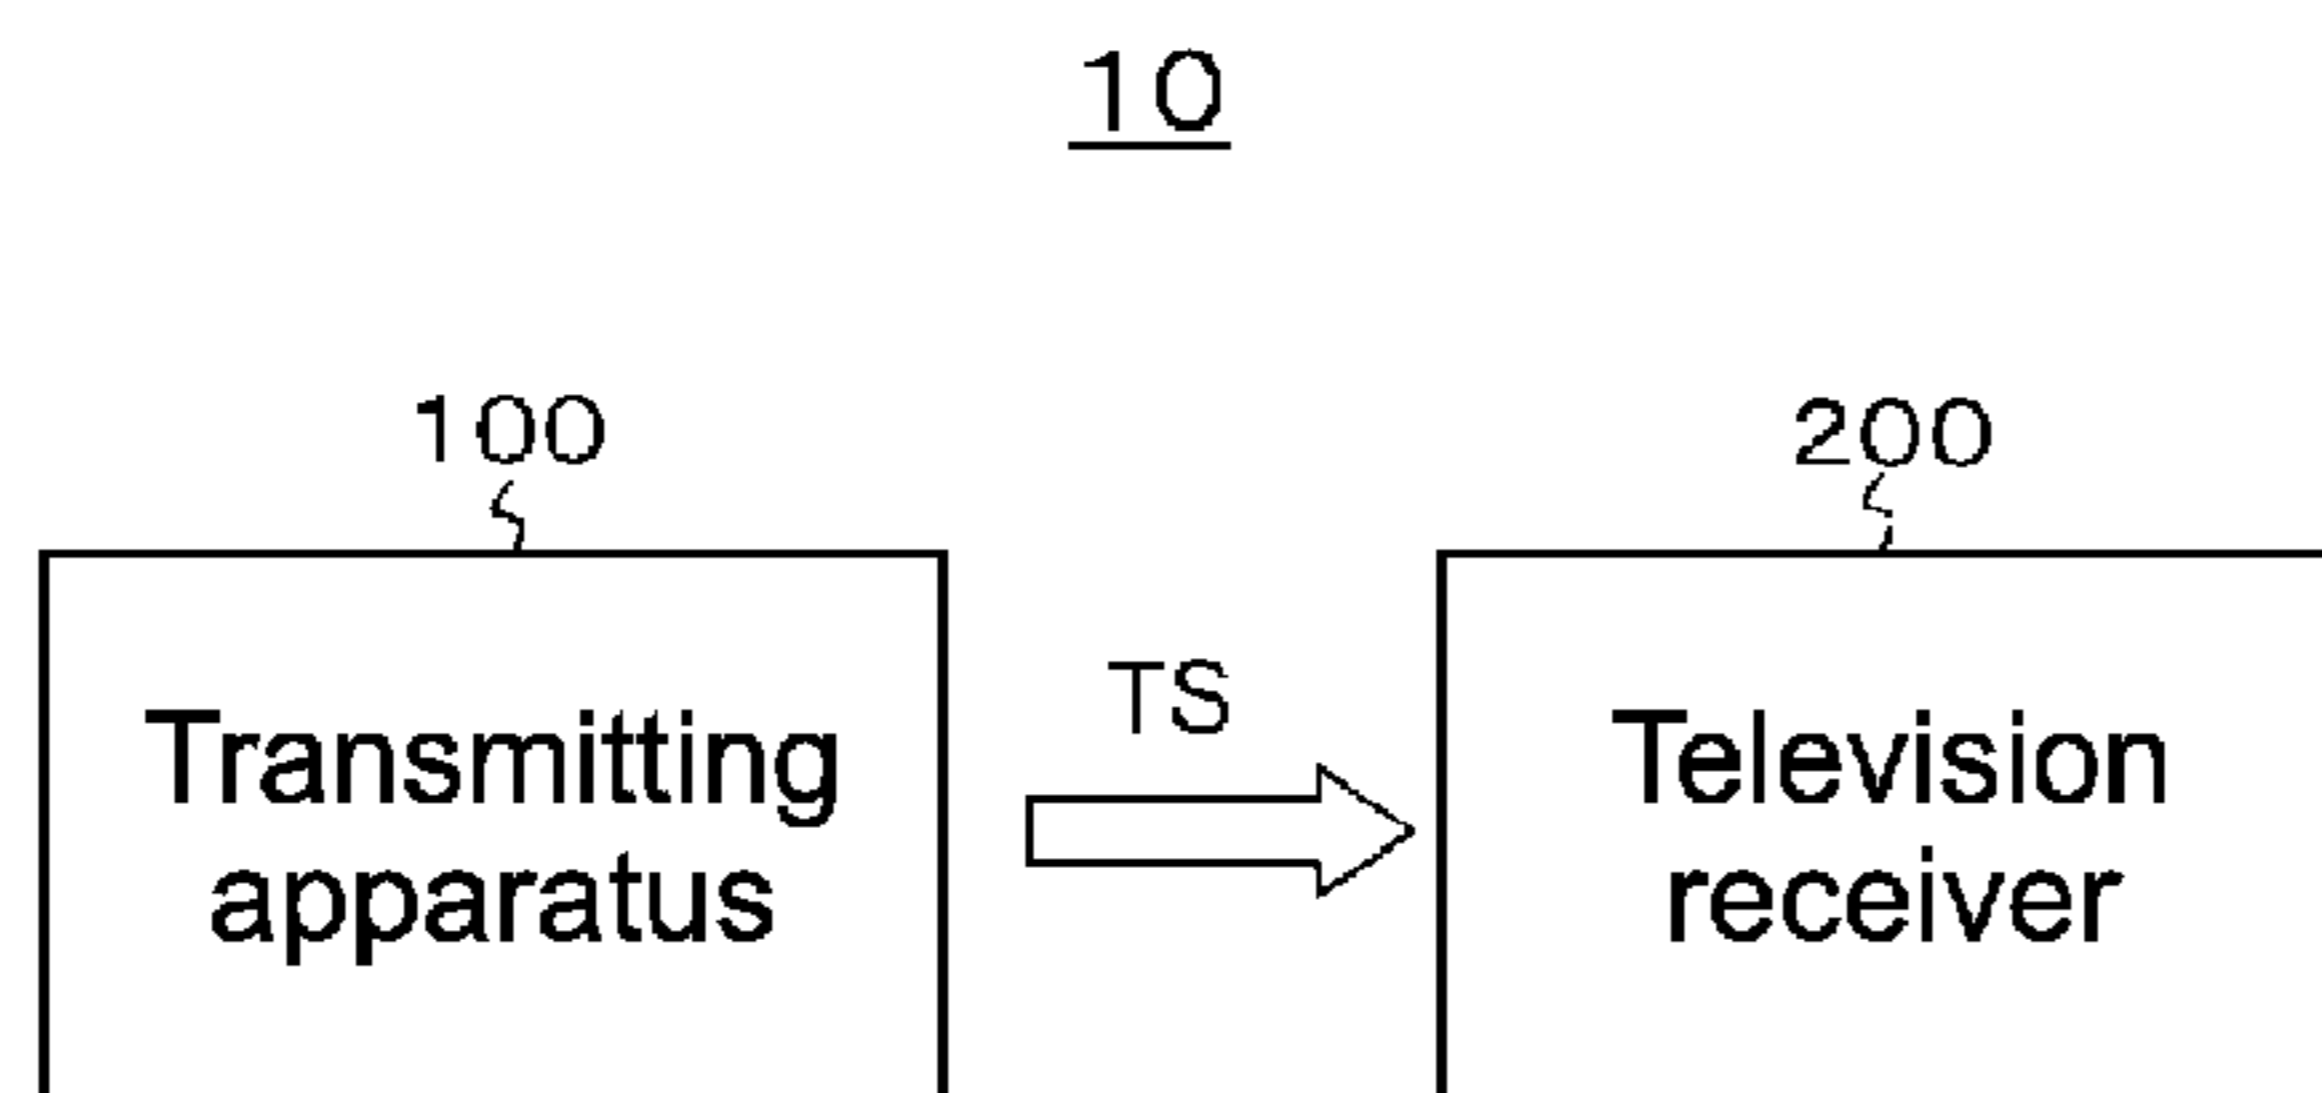 10
100
200
TS
Transmitting
apparatus
Television
receiver